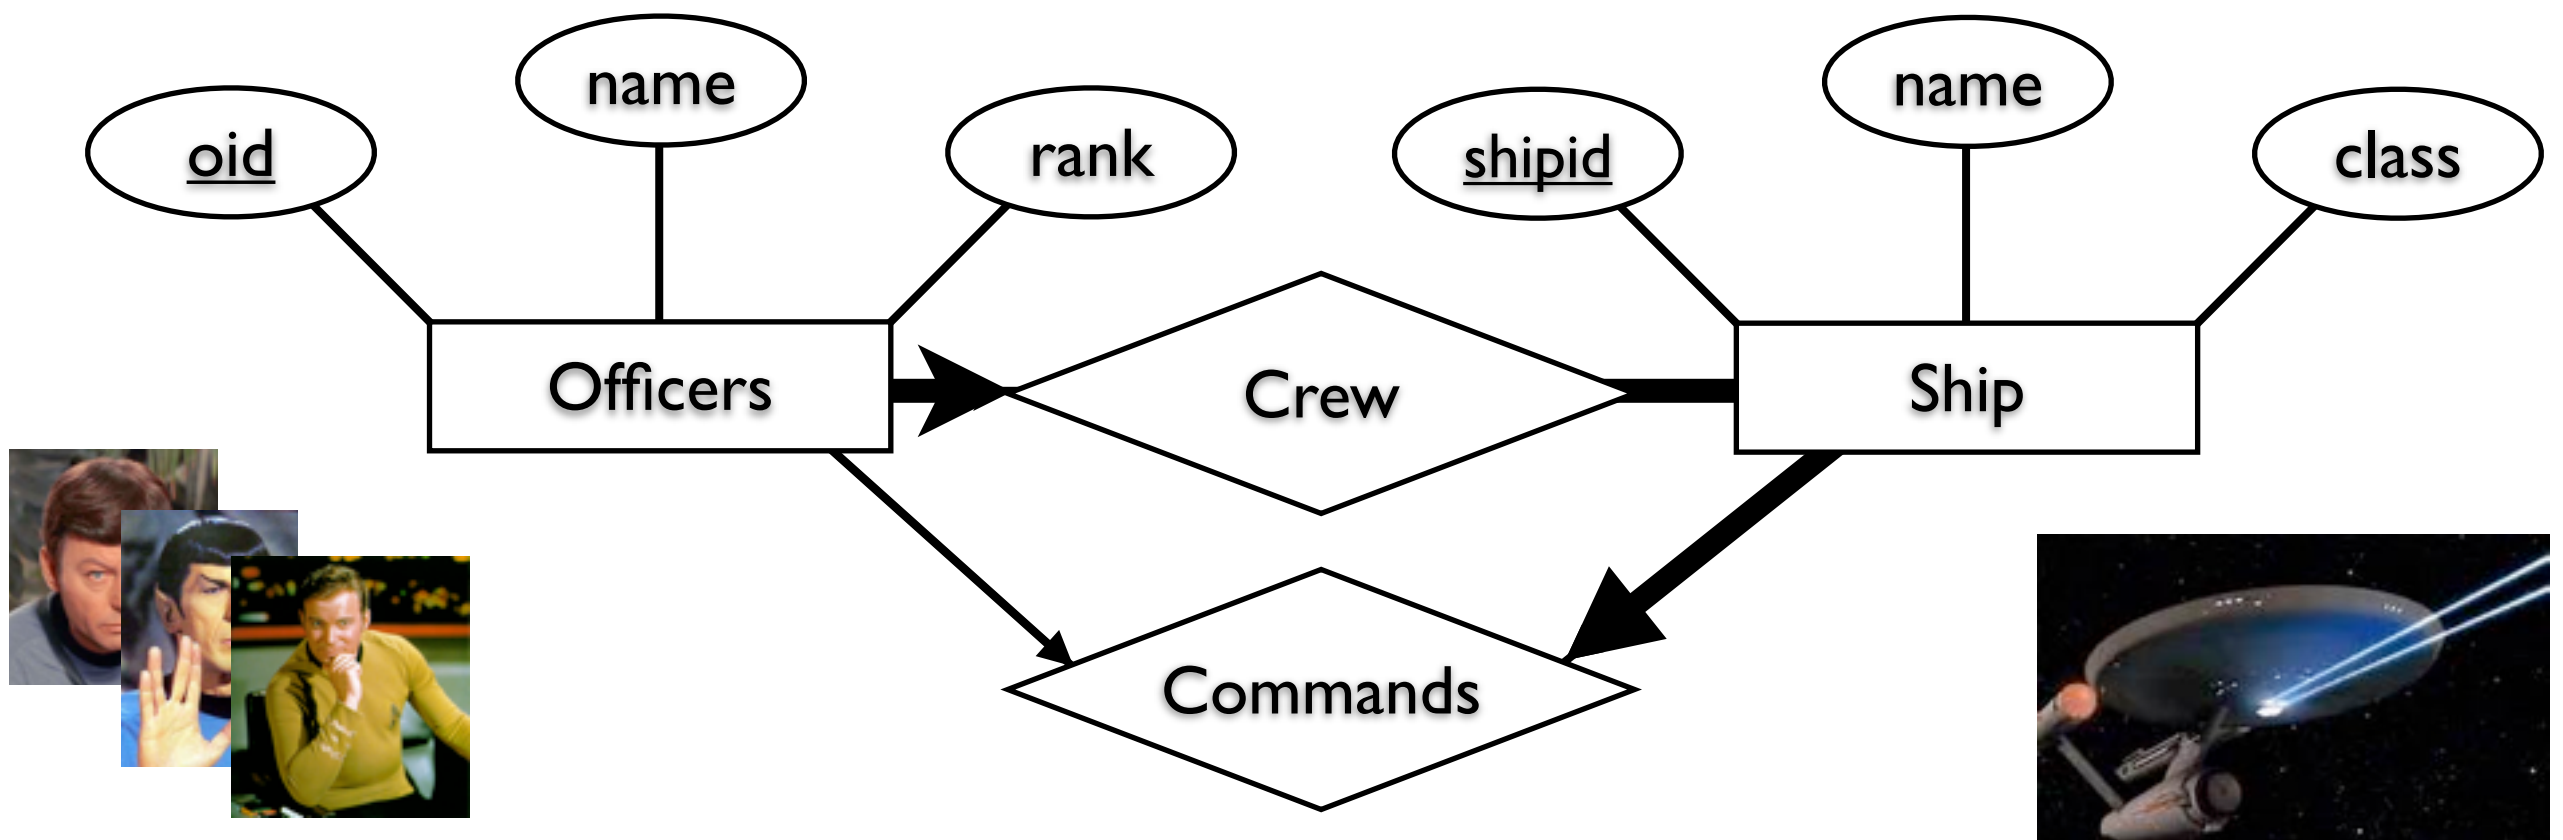 oid
name
rank
shipid
name
class
Officers
Crew
Ship
Commands